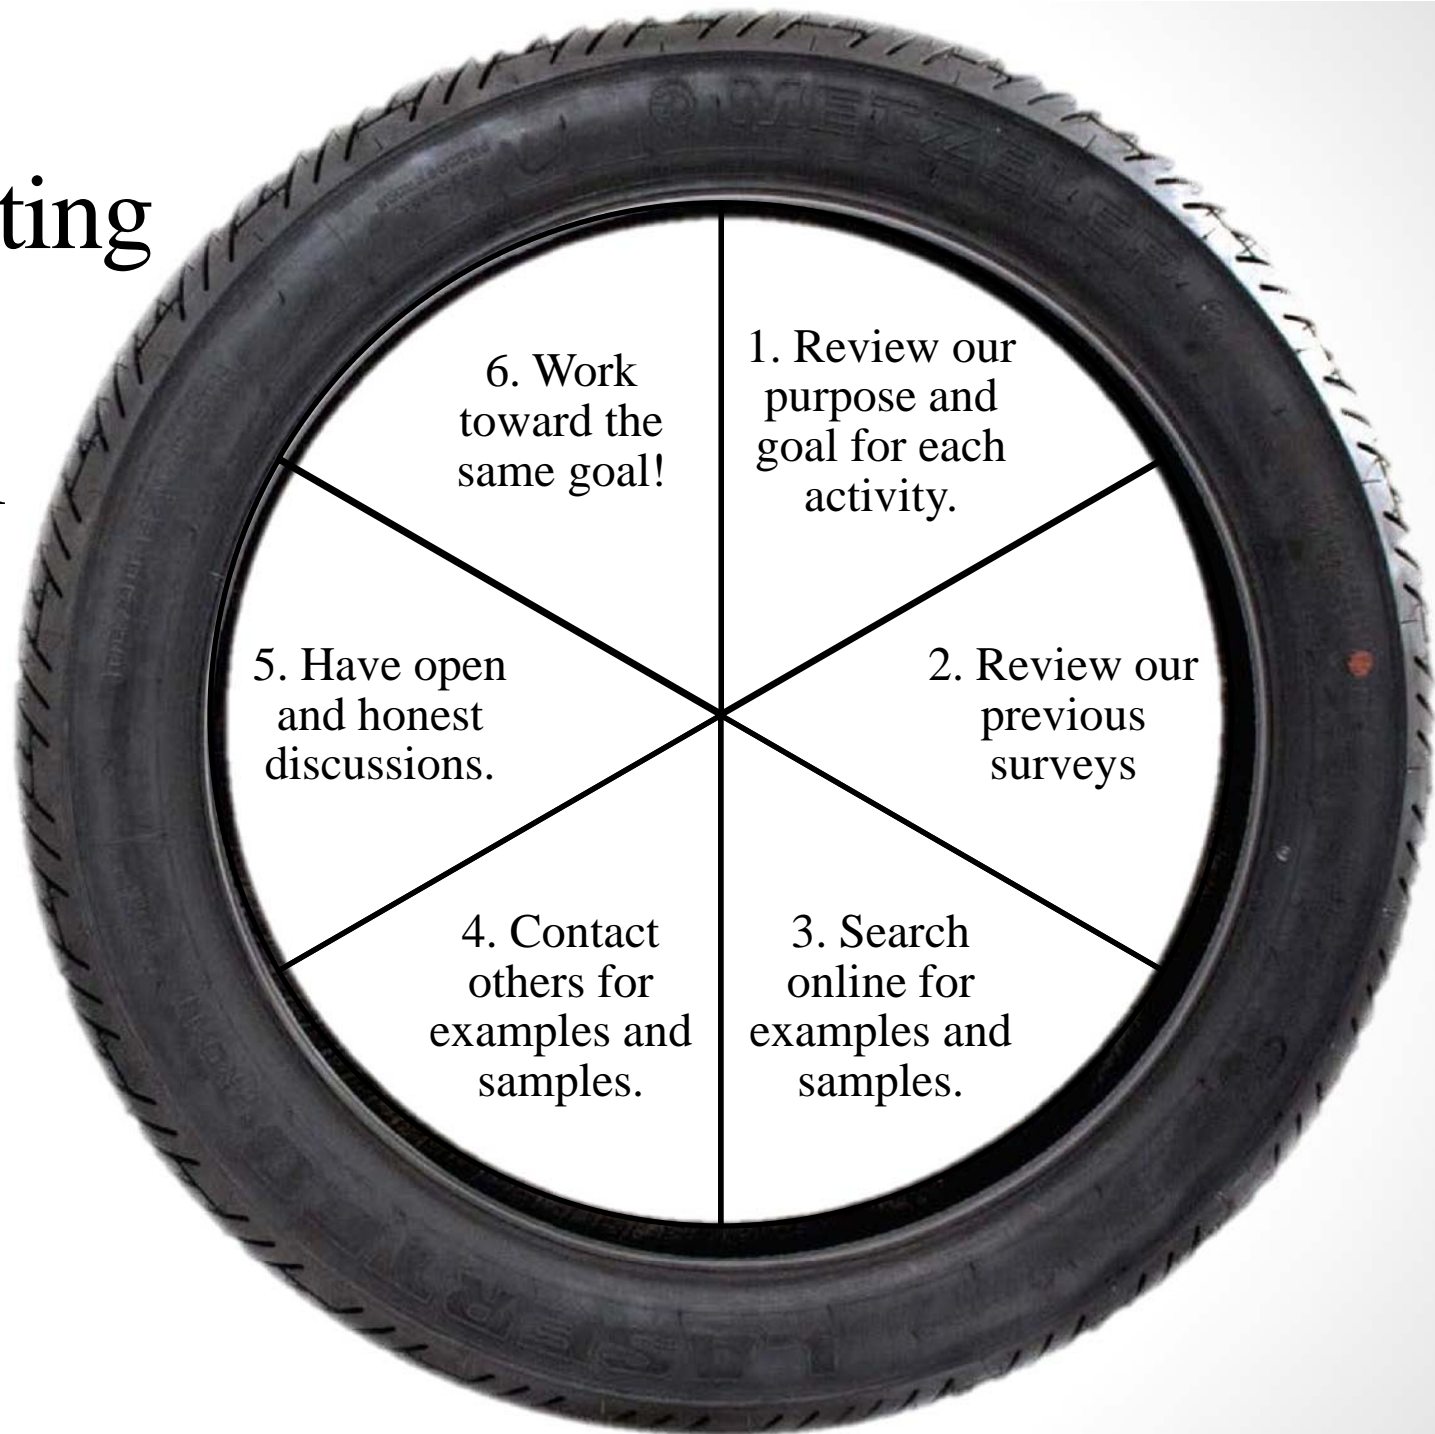 ting
6. Work
toward the
same goal!
1. Review our
purpose and
goal for each
activity.
5. Have open
and honest
discussions.
2. Review our
previous
surveys
4. Contact
others for
examples and
samples.
3. Search
online for
examples and
samples.
METZELER
LASERTEC